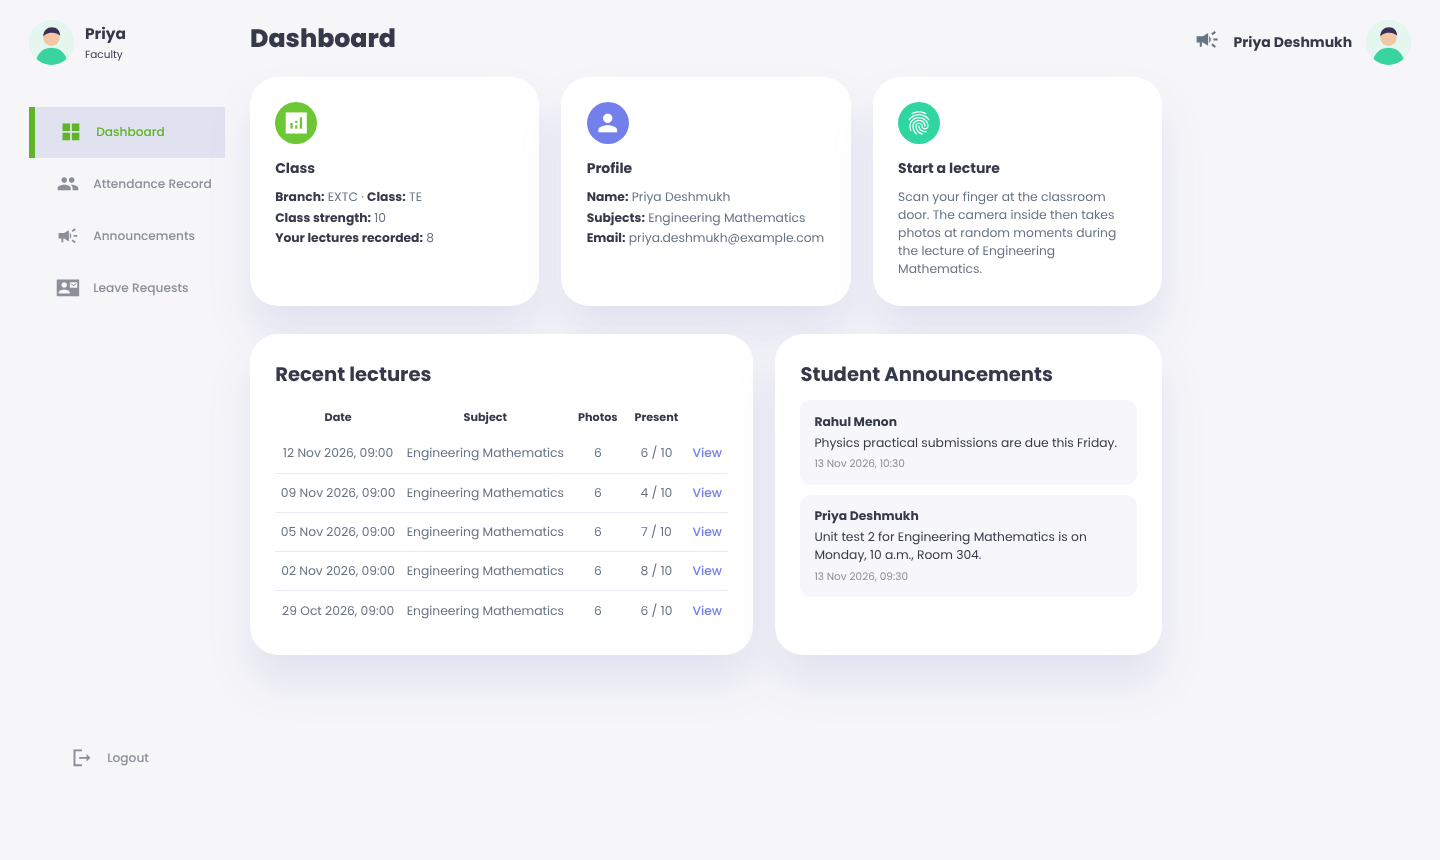 Priya
Faculty
Dashboard
Priya Deshmukh
Dashboard
Attendance Record
Announcements
Leave Requests
Logout
Class
Branch: EXTC · Class: TE
Class strength: 10
Your lectures recorded: 8
Profile
Name: Priya Deshmukh
Subjects: Engineering Mathematics
Email: priya.deshmukh@example.com
Start a lecture
Scan your finger at the classroom
door. The camera inside then takes
photos at random moments during
the lecture of Engineering
Mathematics.
Recent lectures
Date Subject Photos Present
12 Nov 2026, 09:00 Engineering Mathematics 6 6 / 10 View
09 Nov 2026, 09:00 Engineering Mathematics 6 4 / 10 View
05 Nov 2026, 09:00 Engineering Mathematics 6 7 / 10 View
02 Nov 2026, 09:00 Engineering Mathematics 6 8 / 10 View
29 Oct 2026, 09:00 Engineering Mathematics 6 6 / 10 View
Student Announcements
Rahul Menon
Physics practical submissions are due this Friday.
13 Nov 2026, 10:30
Priya Deshmukh
Unit test 2 for Engineering Mathematics is on
Monday, 10 a.m., Room 304.
13 Nov 2026, 09:30